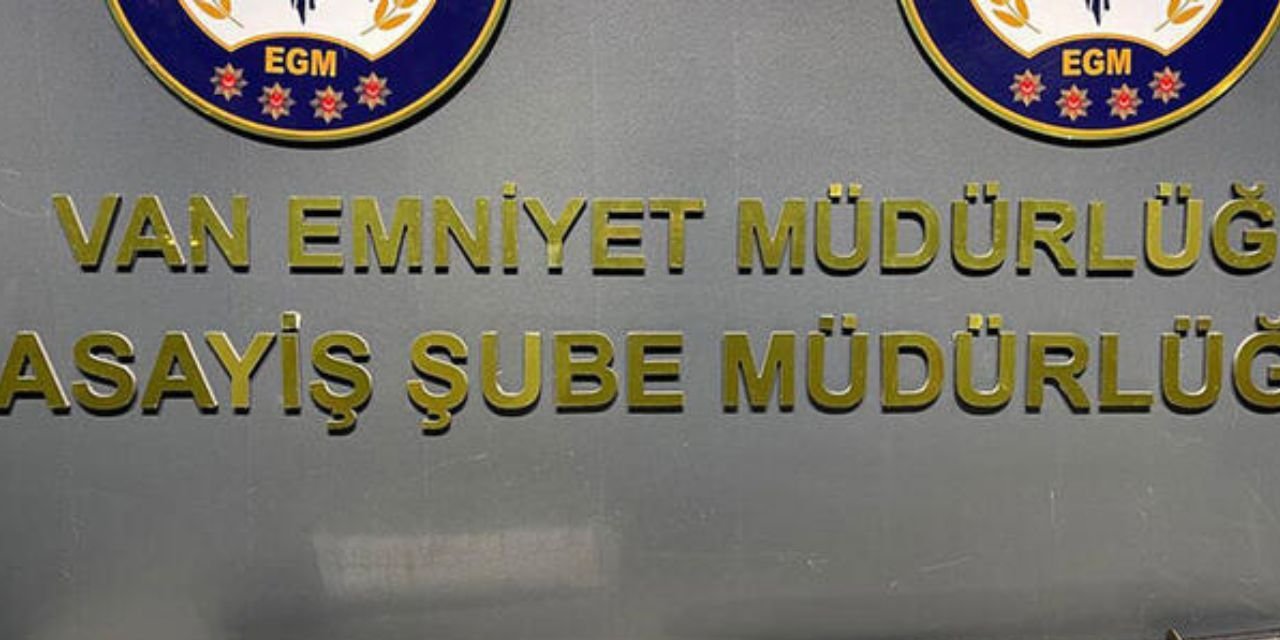 EGM EGM
VAN EMNİYET MÜDÜRLÜĞ
ASAYİŞ ŞUBE MÜDÜRLÜĞ